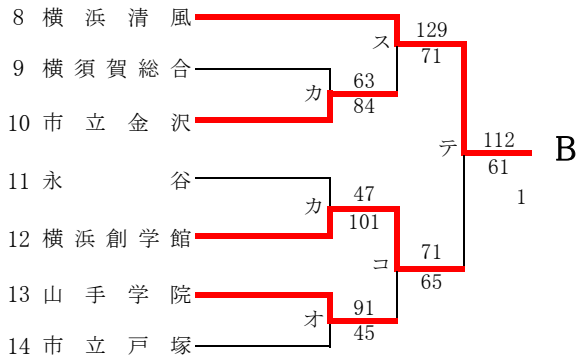 8 横浜清風
ス 129
71
9 横須賀総合
カ 63
84
10 市立金沢
テ 112
61
B
1
11 永谷
カ 47
101
12 横浜創学館
コ 71
65
13 山手学院
オ 91
45
14 市立戸塚